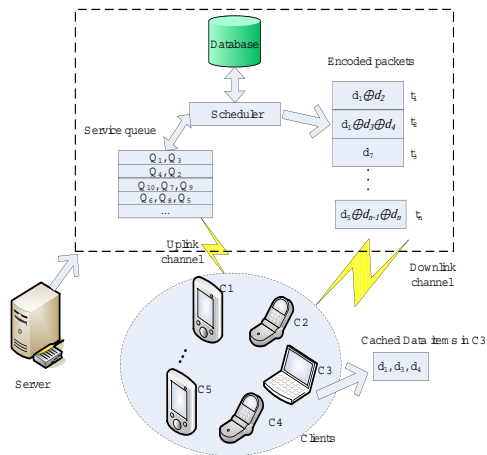 Database
Encoded packets
d₁⊕d₂ t₁
d₁⊕d₃⊕d₄ t₂
d₇ t₃
d₅⊕dₙ₋₁⊕dₙ tₙ
Scheduler
Service queue
Q₁,Q₃
Q₄,Q₂
Q₁₀,Q₇,Q₉
Q₆,Q₈,Q₅
...
Uplink
channel
Downlink
channel
C1
C2
C3
C4
C5
Clients
Server
Cached Data items in C3
d₁,d₃,d₄